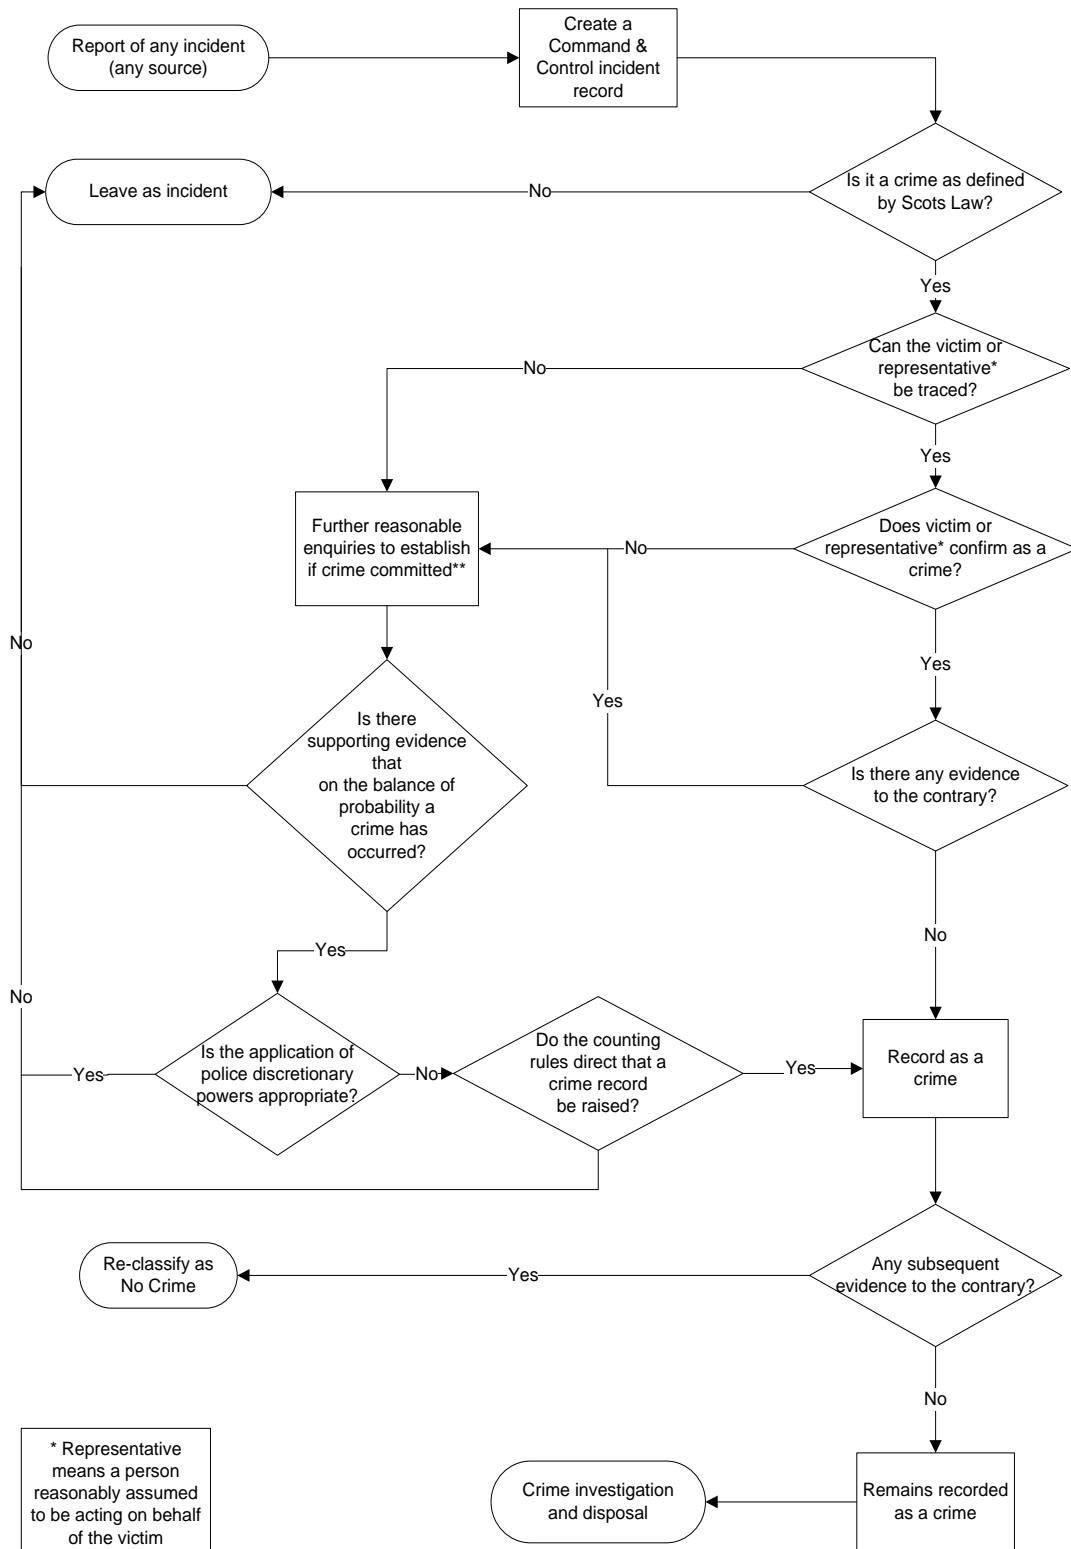 Report of any incident
(any source)
Create a
Command &
Control incident
record
Leave as incident
No
Is it a crime as defined
by Scots Law?
Yes
Can the victim or
representative*
be traced?
No
Yes
Further reasonable
enquiries to establish
if crime committed**
No
Does victim or
representative* confirm as a
crime?
No
Yes
Yes
Is there
supporting evidence
that
on the balance of
probability a
crime has
occurred?
Is there any evidence
to the contrary?
No
Yes
No
Is the application of
police discretionary
powers appropriate?
Yes
No
Do the counting
rules direct that a
crime record
be raised?
Yes
Record as a
crime
Re-classify as
No Crime
Yes
Any subsequent
evidence to the contrary?
No
* Representative
means a person
reasonably assumed
to be acting on behalf
of the victim
Crime investigation
and disposal
Remains recorded
as a crime